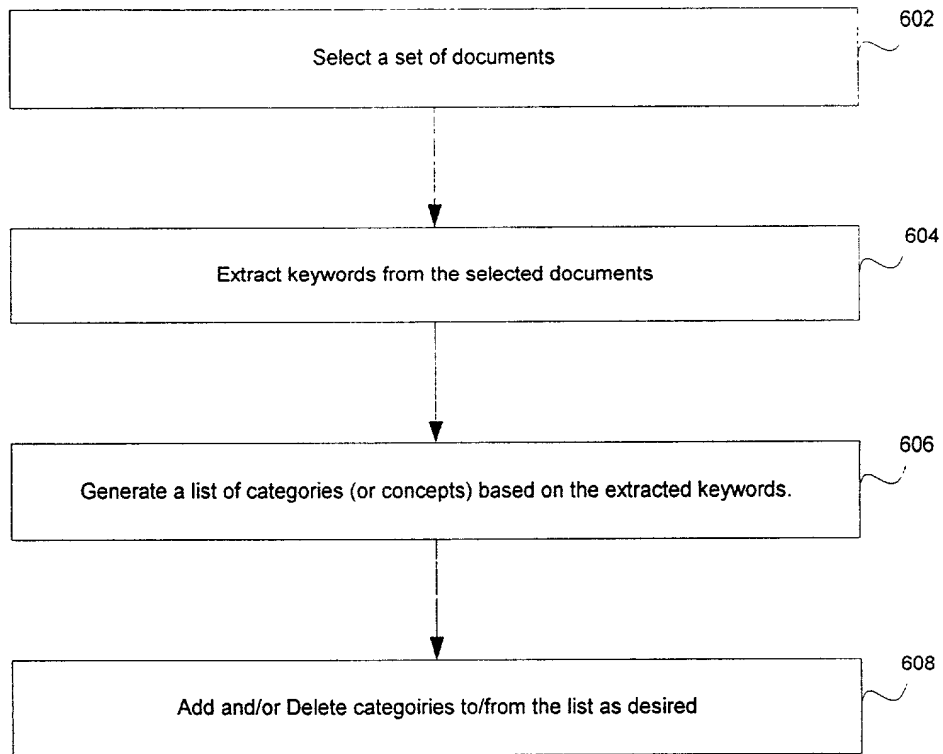 602
Select a set of documents
604
Extract keywords from the selected documents
606
Generate a list of categories (or concepts) based on the extracted keywords.
608
Add and/or Delete categoiries to/from the list as desired